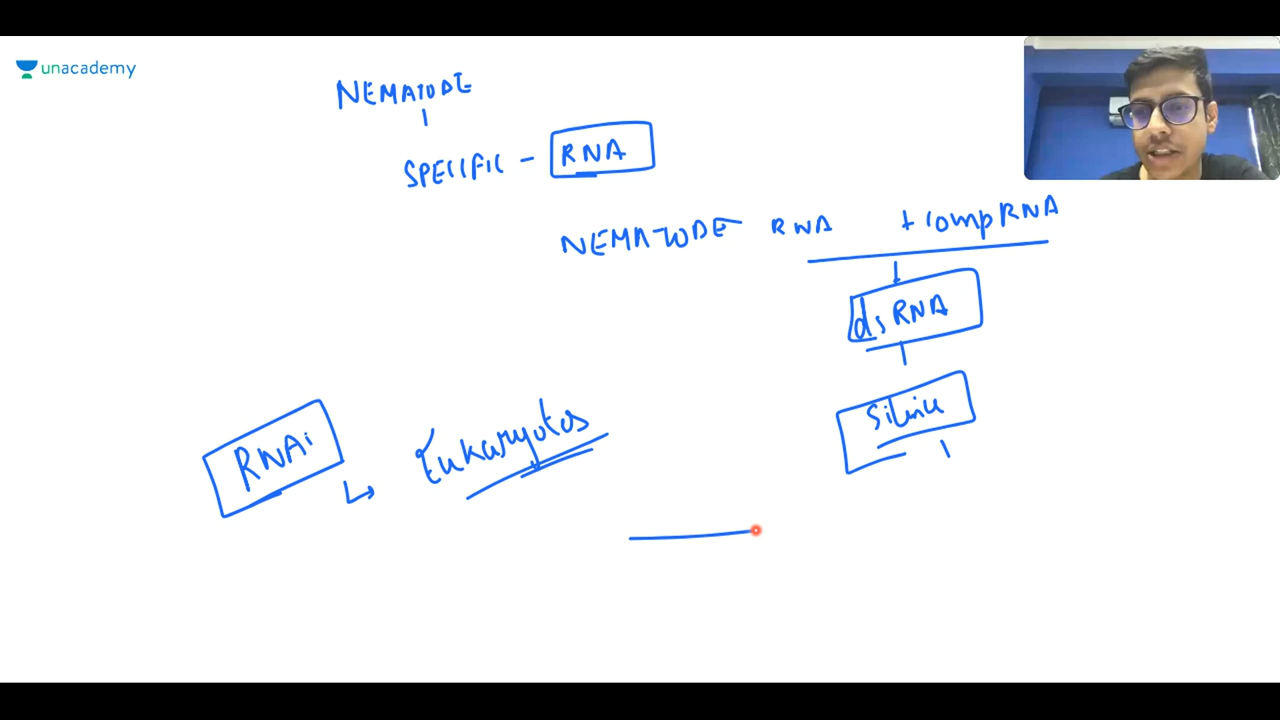 unacademy
NEMATODE
SPECIFIC - RNA
NEMATODE RNA + compRNA
dsRNA
RNAi
Eukaryotes